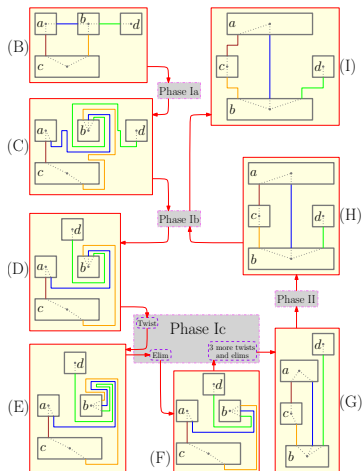 (B)
a
b
d
c
Phase Ia
(C)
a
b
d
c
Phase Ib
(D)
d
a
b
c
Twist
Phase Ic
Elim
3 more twists
and elims
(E)
d
a
b
c
(F)
d
a
b
c
(G)
d
a
c
b
Phase II
(H)
a
c
d
b
(I)
a
c
d
b